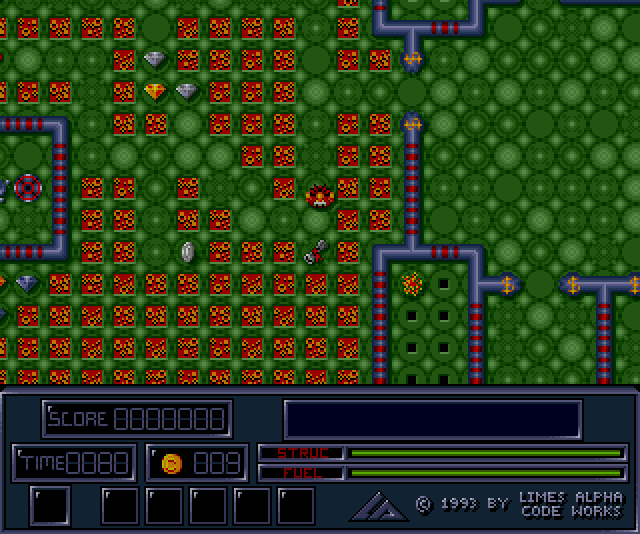 SCORE 0000000
TIME 0080
009
STRUC
FUEL
© 1993 BY LIMES ALPHA
CODE WORKS